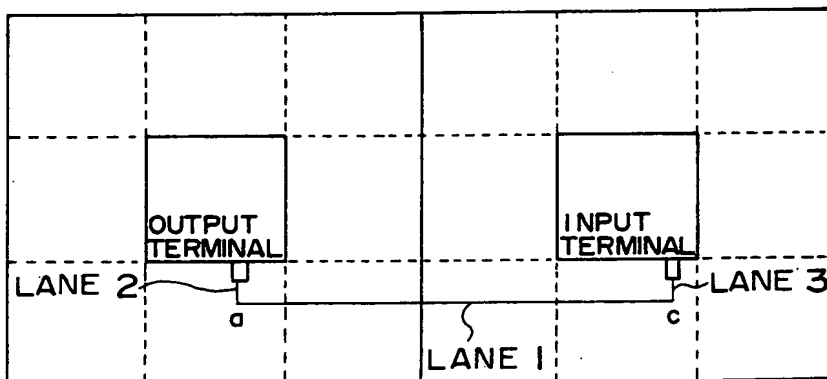 OUTPUT
TERMINAL
INPUT
TERMINAL
LANE 2
LANE 3
a
c
LANE 1